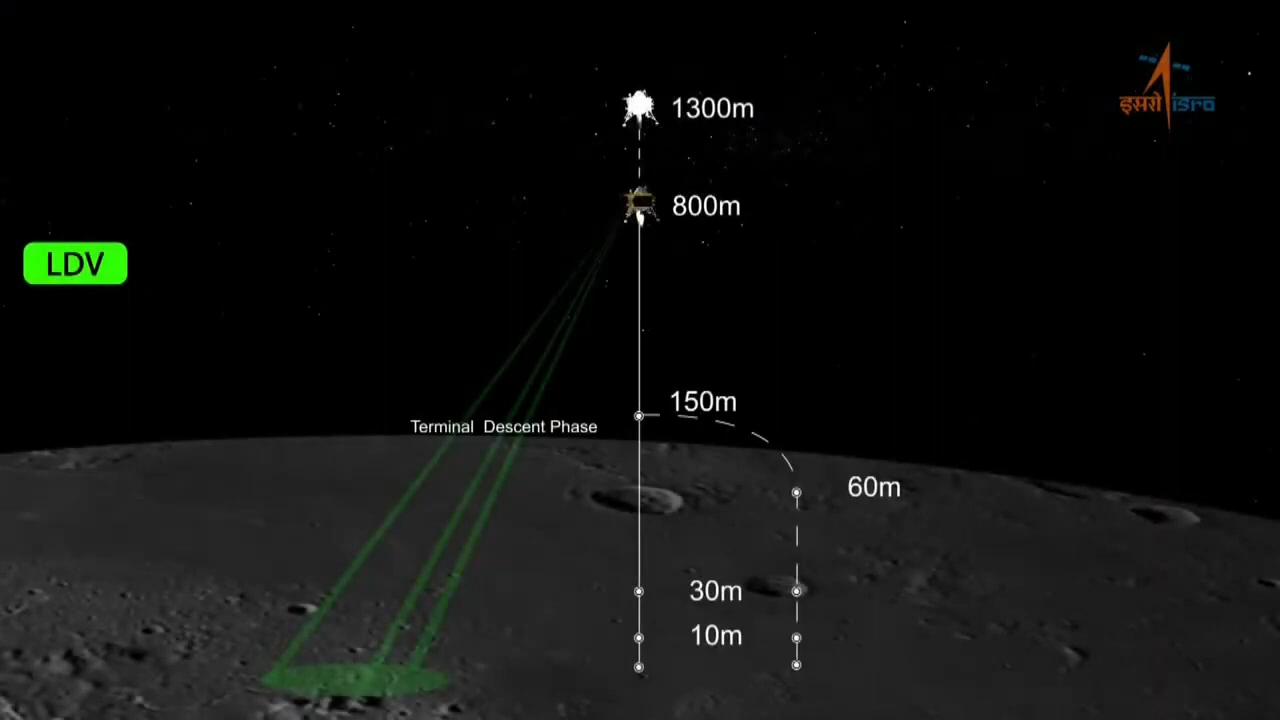 1300m
इसरो isro
800m
LDV
150m
Terminal Descent Phase
60m
30m
10m